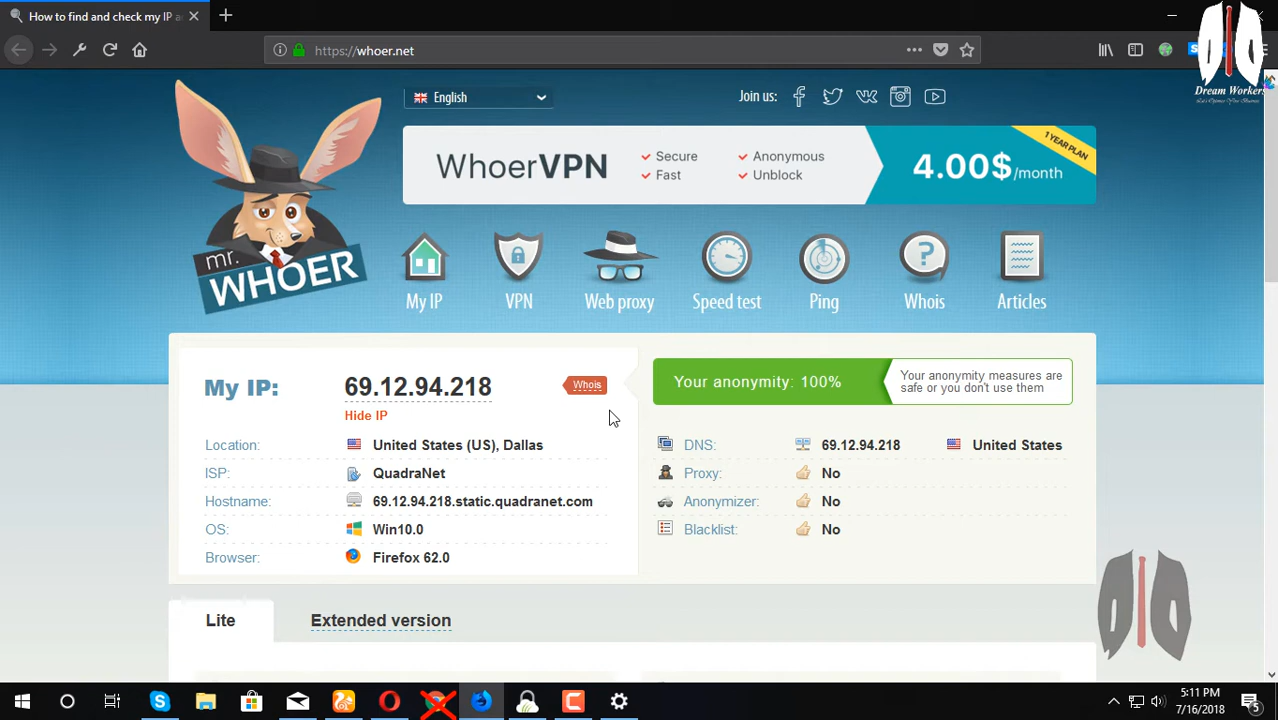 How to find and check my IP a
https://whoer.net
Dream Workers
English
Join us:
WhoerVPN
Secure
Anonymous
Fast
Unblock
4.00$/month
1 YEAR PLAN
mr.
WHOER
My IP
VPN
Web proxy
Speed test
Ping
Whois
Articles
My IP:
69.12.94.218
Whois
Hide IP
Location:
United States (US), Dallas
ISP:
QuadraNet
Hostname:
69.12.94.218.static.quadranet.com
OS:
Win10.0
Browser:
Firefox 62.0
Your anonymity: 100%
Your anonymity measures are
safe or you don't use them
DNS:
69.12.94.218
United States
Proxy:
No
Anonymizer:
No
Blacklist:
No
Lite
Extended version
5:11 PM
7/16/2018
5